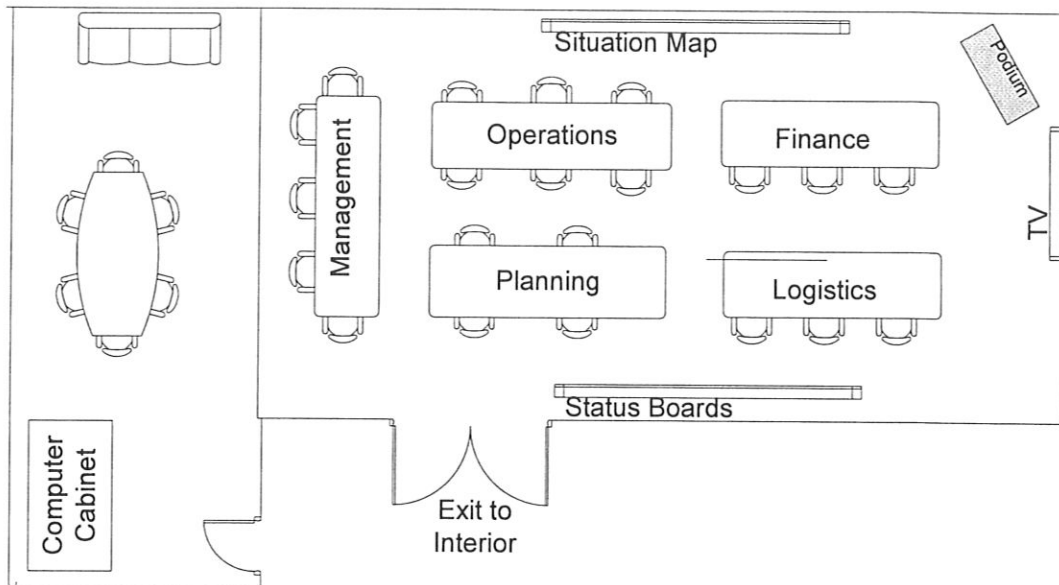 Situation Map
Podium
Operations
Finance
Management
TV
Planning
Logistics
Status Boards
Computer
Cabinet
Exit to
Interior